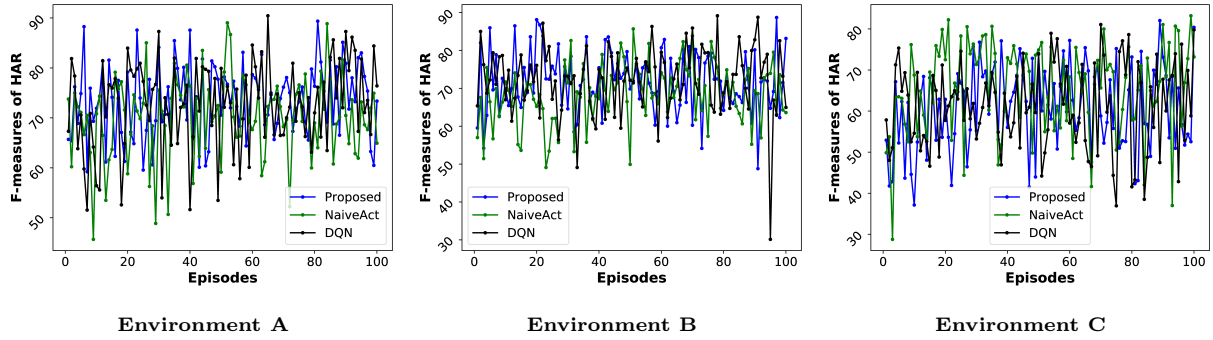 F-measures of HAR
90
80
70
60
50
0 20 40 60 80 100
Episodes
Proposed
NaiveAct
DQN
Environment A
F-measures of HAR
90
80
70
60
50
40
30
0 20 40 60 80 100
Episodes
Proposed
NaiveAct
DQN
Environment B
F-measures of HAR
80
70
60
50
40
30
0 20 40 60 80 100
Episodes
Proposed
NaiveAct
DQN
Environment C